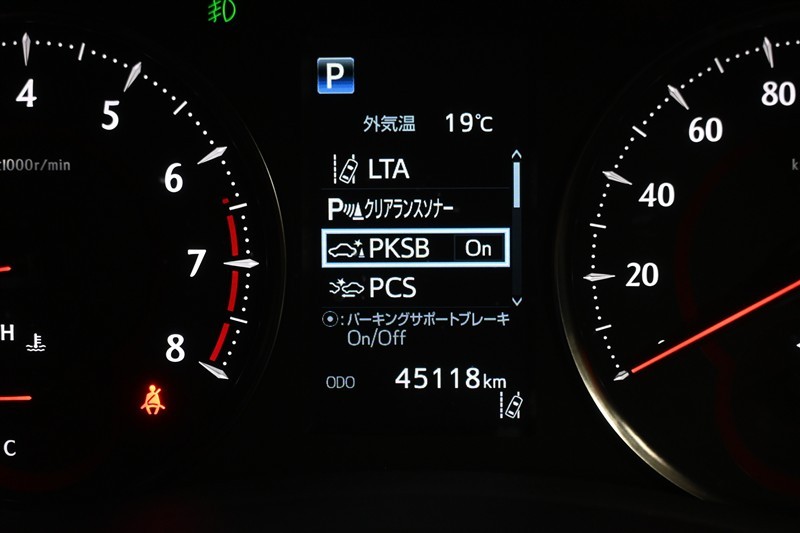 P
外気温 19℃
LTA
Pクリアランスソナー
PKSB On
PCS
:パーキングサポートブレーキ
On/Off
ODO 45118km
4
5
6
x1000r/min
7
8
H
C
80
60
40
20